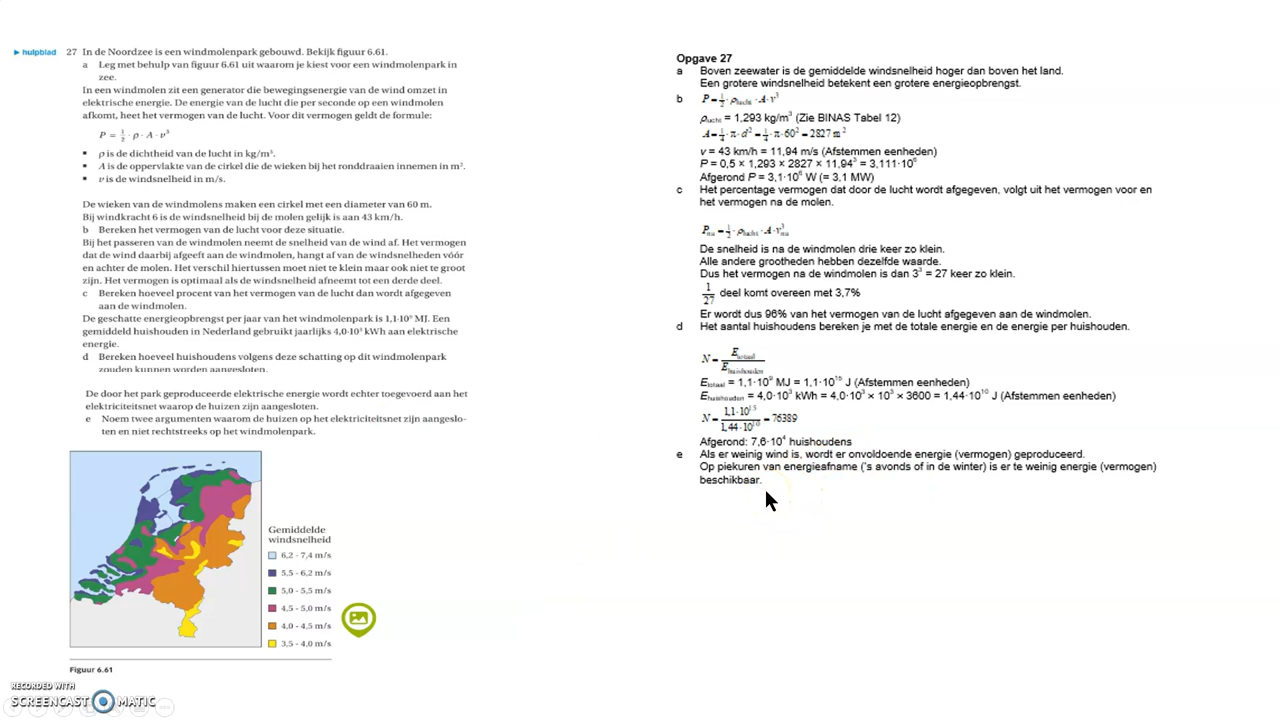 ▸ hulpblad
27 In de Noordzee is een windmolenpark gebouwd. Bekijk figuur 6.61.
a Leg met behulp van figuur 6.61 uit waarom je kiest voor een windmolenpark in
zee.
In een windmolen zit een generator die bewegingsenergie van de wind omzet in
elektrische energie. De energie van de lucht die per seconde op een windmolen
afkomt, heet het vermogen van de lucht. Voor dit vermogen geldt de formule:
P = 1/2 · ρ · A · v³
▪ ρ is de dichtheid van de lucht in kg/m³.
▪ A is de oppervlakte van de cirkel die de wieken bij het ronddraaien innemen in m².
▪ v is de windsnelheid in m/s.
De wieken van de windmolens maken een cirkel met een diameter van 60 m.
Bij windkracht 6 is de windsnelheid bij de molen gelijk is aan 43 km/h.
b Bereken het vermogen van de lucht voor deze situatie.
Bij het passeren van de windmolen neemt de snelheid van de wind af. Het vermogen
dat de wind daarbij afgeeft aan de windmolen, hangt af van de windsnelheden vóór
en achter de molen. Het verschil hiertussen moet niet te klein maar ook niet te groot
zijn. Het vermogen is optimaal als de windsnelheid afneemt tot een derde deel.
c Bereken hoeveel procent van het vermogen van de lucht dan wordt afgegeven
aan de windmolen.
De geschatte energieopbrengst per jaar van het windmolenpark is 1,1·10⁹ MJ. Een
gemiddeld huishouden in Nederland gebruikt jaarlijks 4,0·10³ kWh aan elektrische
energie.
d Bereken hoeveel huishoudens volgens deze schatting op dit windmolenpark
zouden kunnen worden aangesloten.
De door het park geproduceerde elektrische energie wordt echter toegevoerd aan het
elektriciteitsnet waarop de huizen zijn aangesloten.
e Noem twee argumenten waarom de huizen op het elektriciteitsnet zijn aangeslo-
ten en niet rechtstreeks op het windmolenpark.
Gemiddelde
windsnelheid
6,2 - 7,4 m/s
5,5 - 6,2 m/s
5,0 - 5,5 m/s
4,5 - 5,0 m/s
4,0 - 4,5 m/s
3,5 - 4,0 m/s
Figuur 6.61
RECORDED WITH
SCREENCAST MATIC
Opgave 27
a Boven zeewater is de gemiddelde windsnelheid hoger dan boven het land.
Een grotere windsnelheid betekent een grotere energieopbrengst.
b P = 1/2 · ρlucht · A · v³
ρlucht = 1,293 kg/m³ (Zie BINAS Tabel 12)
A = 1/4 · π · d² = 1/4 · π · 60² = 2827 m²
v = 43 km/h = 11,94 m/s (Afstemmen eenheden)
P = 0,5 × 1,293 × 2827 × 11,94³ = 3,111·10⁶
Afgerond P = 3,1·10⁶ W (= 3,1 MW)
c Het percentage vermogen dat door de lucht wordt afgegeven, volgt uit het vermogen voor en
het vermogen na de molen.
Pna = 1/2 · ρlucht · A · v³na
De snelheid is na de windmolen drie keer zo klein.
Alle andere grootheden hebben dezelfde waarde.
Dus het vermogen na de windmolen is dan 3³ = 27 keer zo klein.
1/27 deel komt overeen met 3,7%
Er wordt dus 96% van het vermogen van de lucht afgegeven aan de windmolen.
d Het aantal huishoudens bereken je met de totale energie en de energie per huishouden.
N = Etotaal / Ehuishouden
Etotaal = 1,1·10⁹ MJ = 1,1·10¹⁵ J (Afstemmen eenheden)
Ehuishouden = 4,0·10³ kWh = 4,0·10³ × 10³ × 3600 = 1,44·10¹⁰ J (Afstemmen eenheden)
N = 1,1·10¹⁵ / 1,44·10¹⁰ = 76389
Afgerond: 7,6·10⁴ huishoudens
e Als er weinig wind is, wordt er onvoldoende energie (vermogen) geproduceerd.
Op piekuren van energieafname ('s avonds of in de winter) is er te weinig energie (vermogen)
beschikbaar.